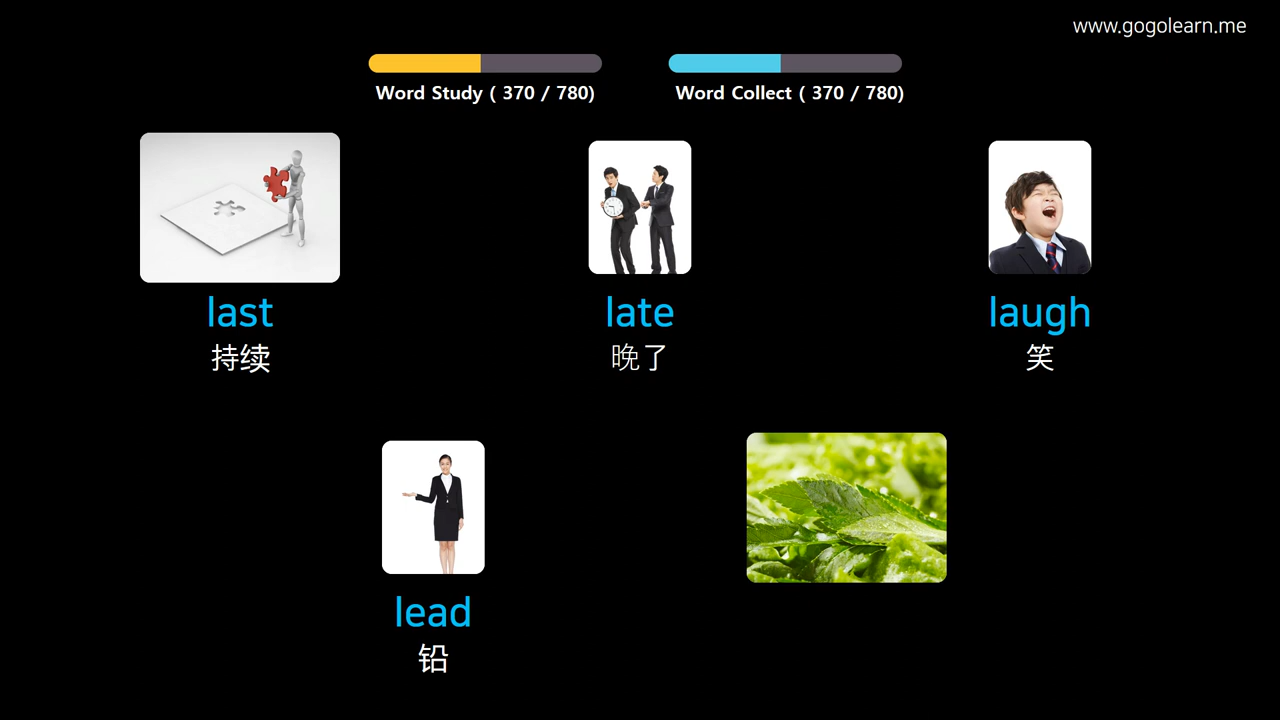 www.gogolearn.me
Word Study ( 370 / 780)
Word Collect ( 370 / 780)
last
持续
late
晚了
laugh
笑
lead
铅